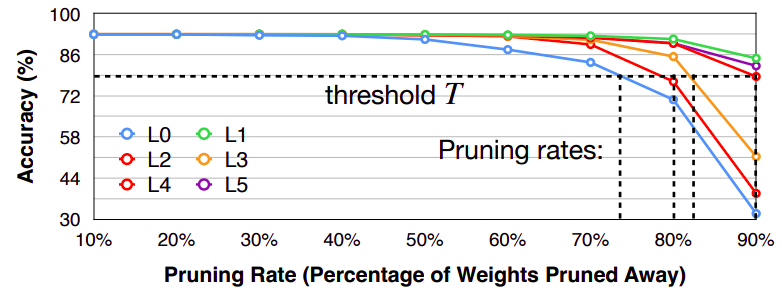 100
86
72
58
44
30
Accuracy (%)
threshold T
Pruning rates:
L0 L1
L2 L3
L4 L5
10% 20% 30% 40% 50% 60% 70% 80% 90%
Pruning Rate (Percentage of Weights Pruned Away)